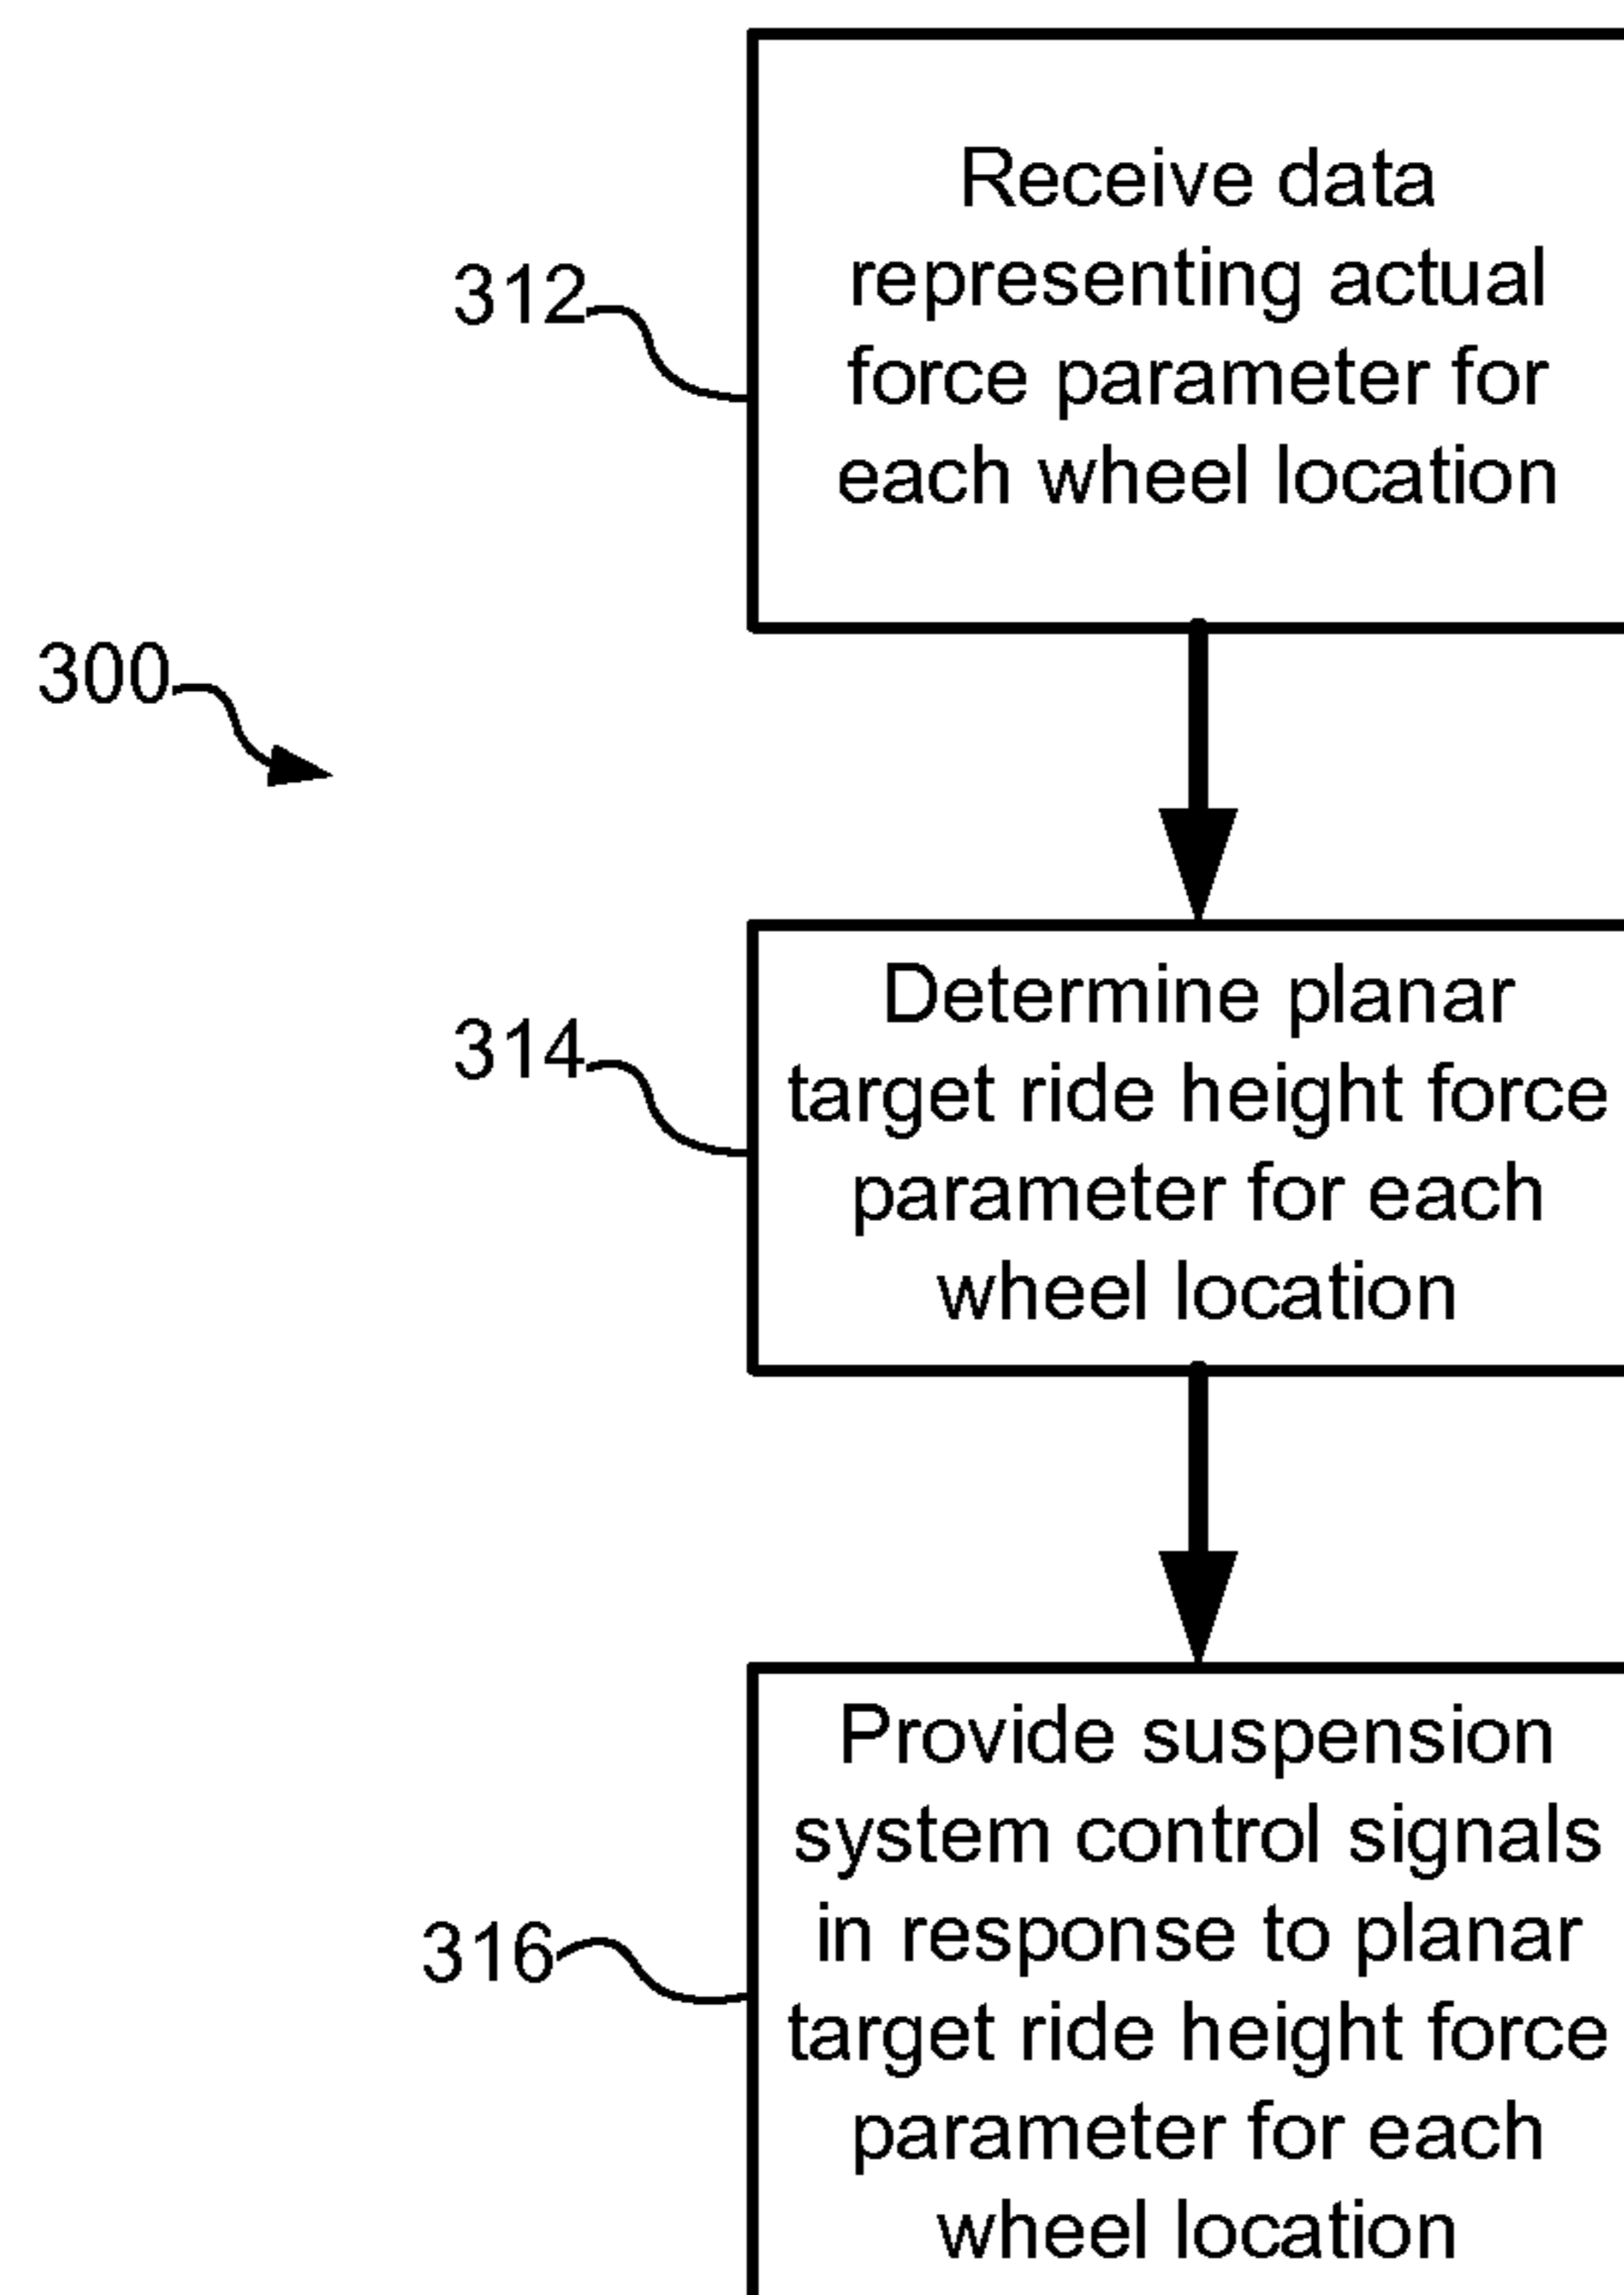 Receive data
representing actual
force parameter for
each wheel location
312
300
Determine planar
target ride height force
parameter for each
wheel location
314
Provide suspension
system control signals
in response to planar
target ride height force
parameter for each
wheel location
316